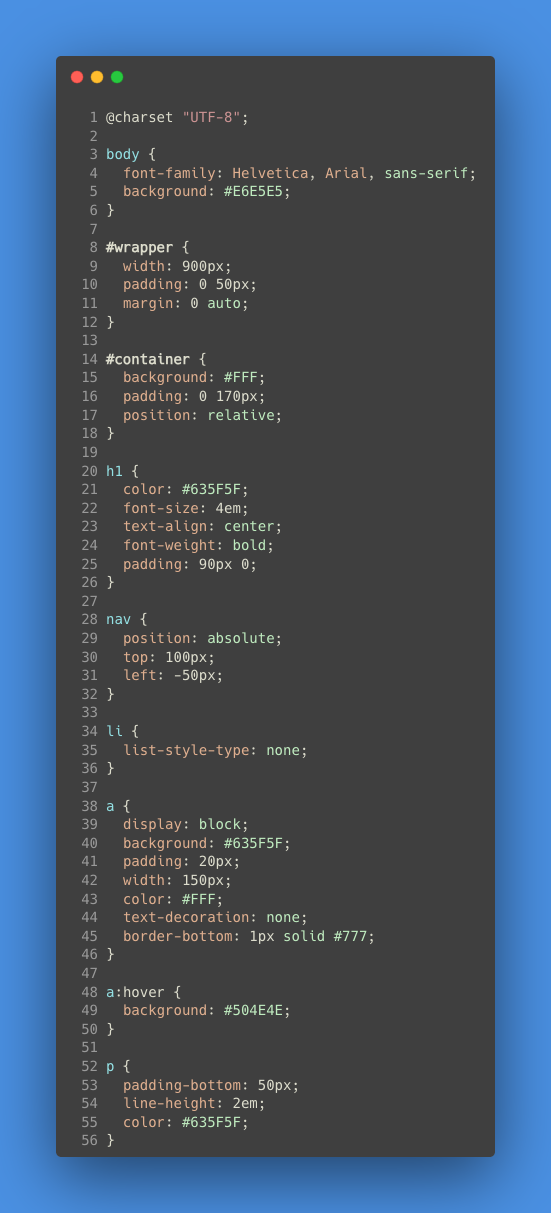 1 @charset "UTF-8";
2
3 body {
4   font-family: Helvetica, Arial, sans-serif;
5   background: #E6E5E5;
6 }
7
8 #wrapper {
9   width: 900px;
10   padding: 0 50px;
11   margin: 0 auto;
12 }
13
14 #container {
15   background: #FFF;
16   padding: 0 170px;
17   position: relative;
18 }
19
20 h1 {
21   color: #635F5F;
22   font-size: 4em;
23   text-align: center;
24   font-weight: bold;
25   padding: 90px 0;
26 }
27
28 nav {
29   position: absolute;
30   top: 100px;
31   left: -50px;
32 }
33
34 li {
35   list-style-type: none;
36 }
37
38 a {
39   display: block;
40   background: #635F5F;
41   padding: 20px;
42   width: 150px;
43   color: #FFF;
44   text-decoration: none;
45   border-bottom: 1px solid #777;
46 }
47
48 a:hover {
49   background: #504E4E;
50 }
51
52 p {
53   padding-bottom: 50px;
54   line-height: 2em;
55   color: #635F5F;
56 }